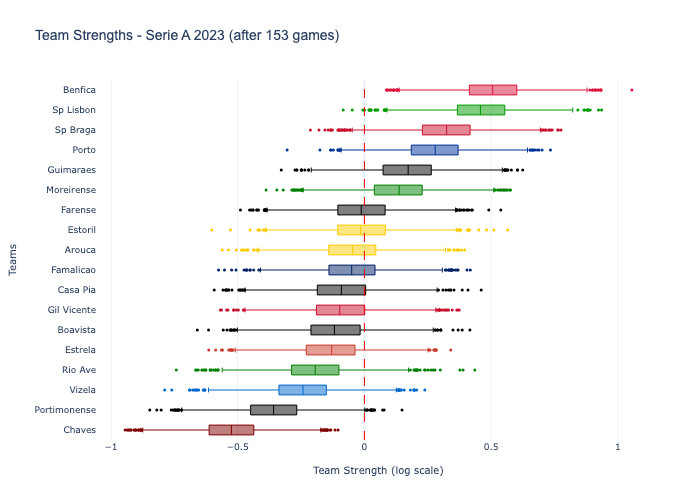 Team Strengths - Serie A 2023 (after 153 games)
Benfica
Sp Lisbon
Sp Braga
Porto
Guimaraes
Moreirense
Farense
Estoril
Arouca
Famalicao
Casa Pia
Gil Vicente
Boavista
Estrela
Rio Ave
Vizela
Portimonense
Chaves
Teams
−1
−0.5
0
0.5
1
Team Strength (log scale)